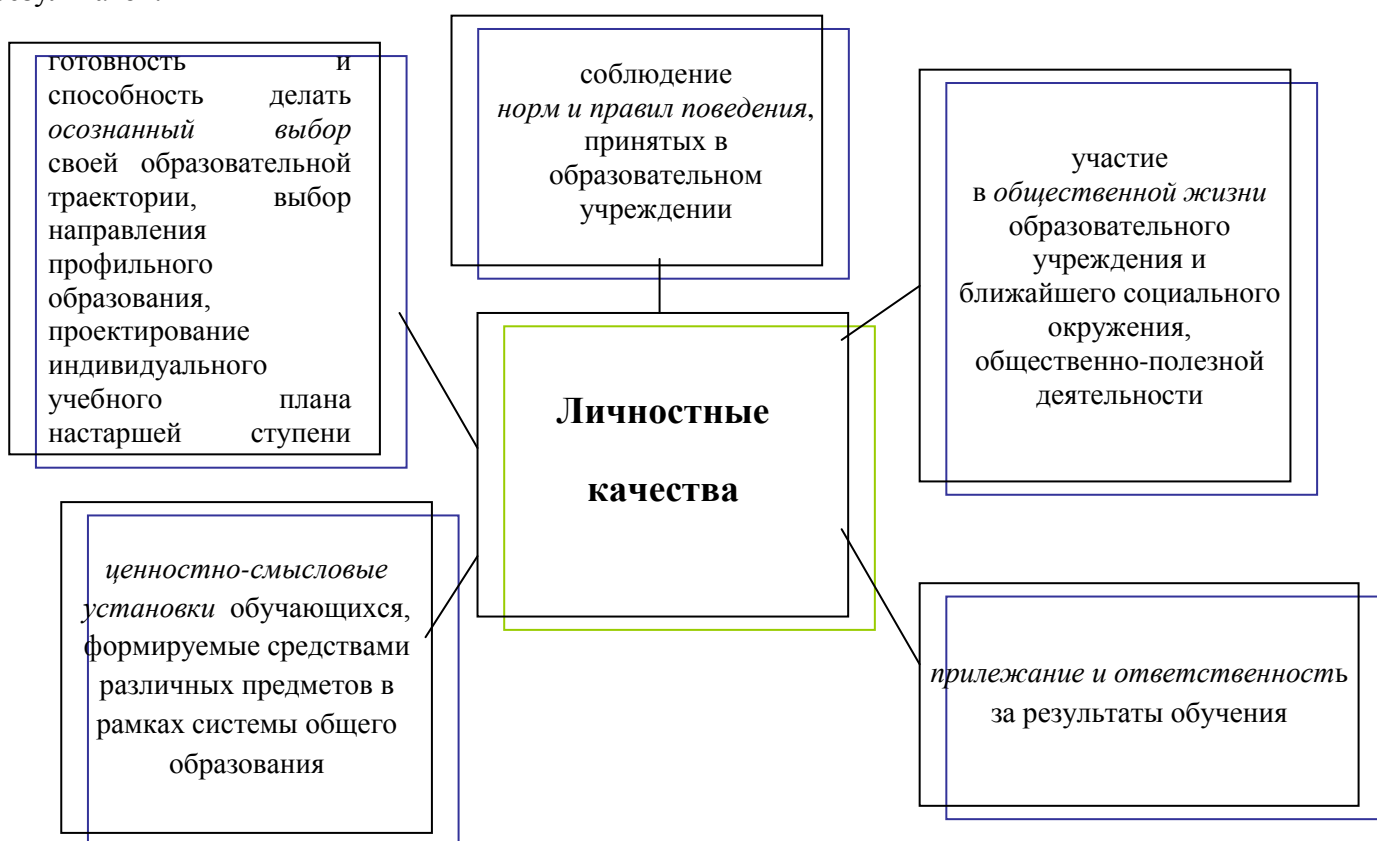 готовность и
способность делать
осознанный выбор
своей образовательной
траектории, выбор
направления
профильного
образования,
проектирование
индивидуального
учебного плана
настаршей ступени
соблюдение
норм и правил поведения,
принятых в
образовательном
учреждении
участие
в общественной жизни
образовательного
учреждения и
ближайшего социального
окружения,
общественно-полезной
деятельности
Личностные
качества
ценностно-смысловые
установки обучающихся,
формируемые средствами
различных предметов в
рамках системы общего
образования
прилежание и ответственность
за результаты обучения